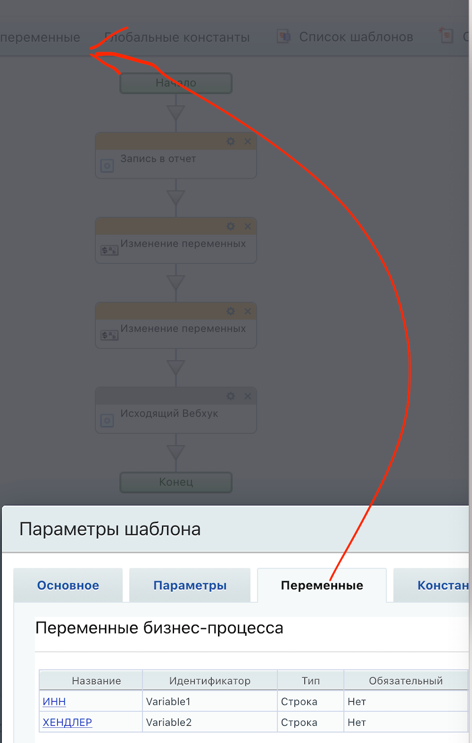 переменные Глобальные константы Список шаблонов
Начало
Запись в отчет
Изменение переменных
Изменение переменных
Исходящий Вебхук
Конец
Параметры шаблона
Основное Параметры Переменные Констан
Переменные бизнес-процесса
Название Идентификатор Тип Обязательный
ИНН Variable1 Строка Нет
ХЕНДЛЕР Variable2 Строка Нет